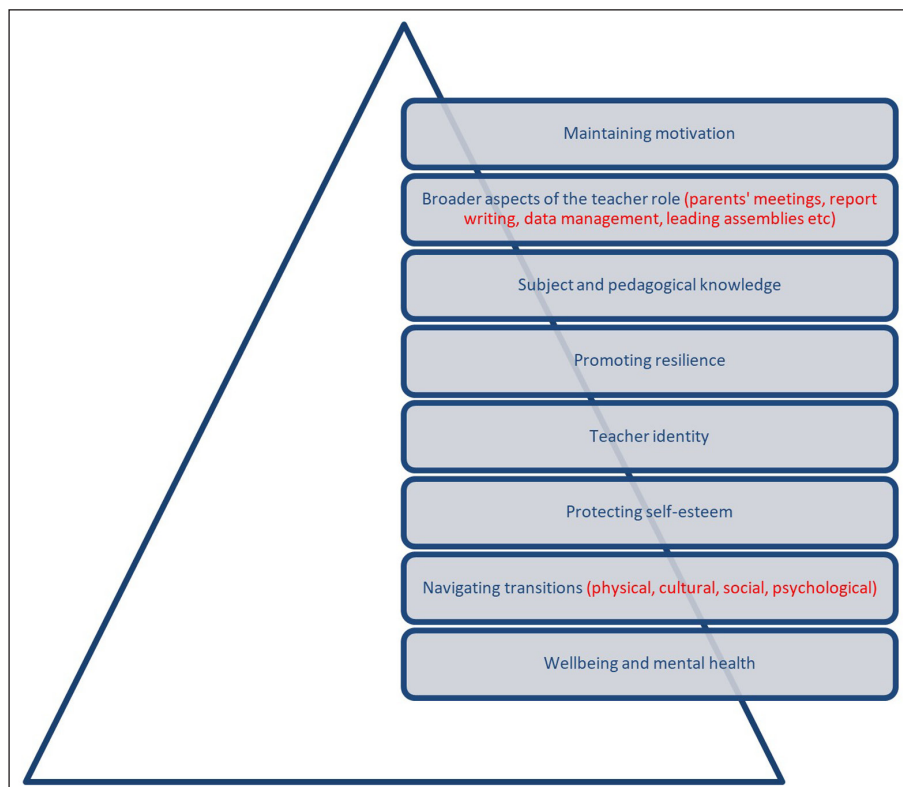 Maintaining motivation
Broader aspects of the teacher role (parents' meetings, report
writing, data management, leading assemblies etc)
Subject and pedagogical knowledge
Promoting resilience
Teacher identity
Protecting self-esteem
Navigating transitions (physical, cultural, social, psychological)
Wellbeing and mental health